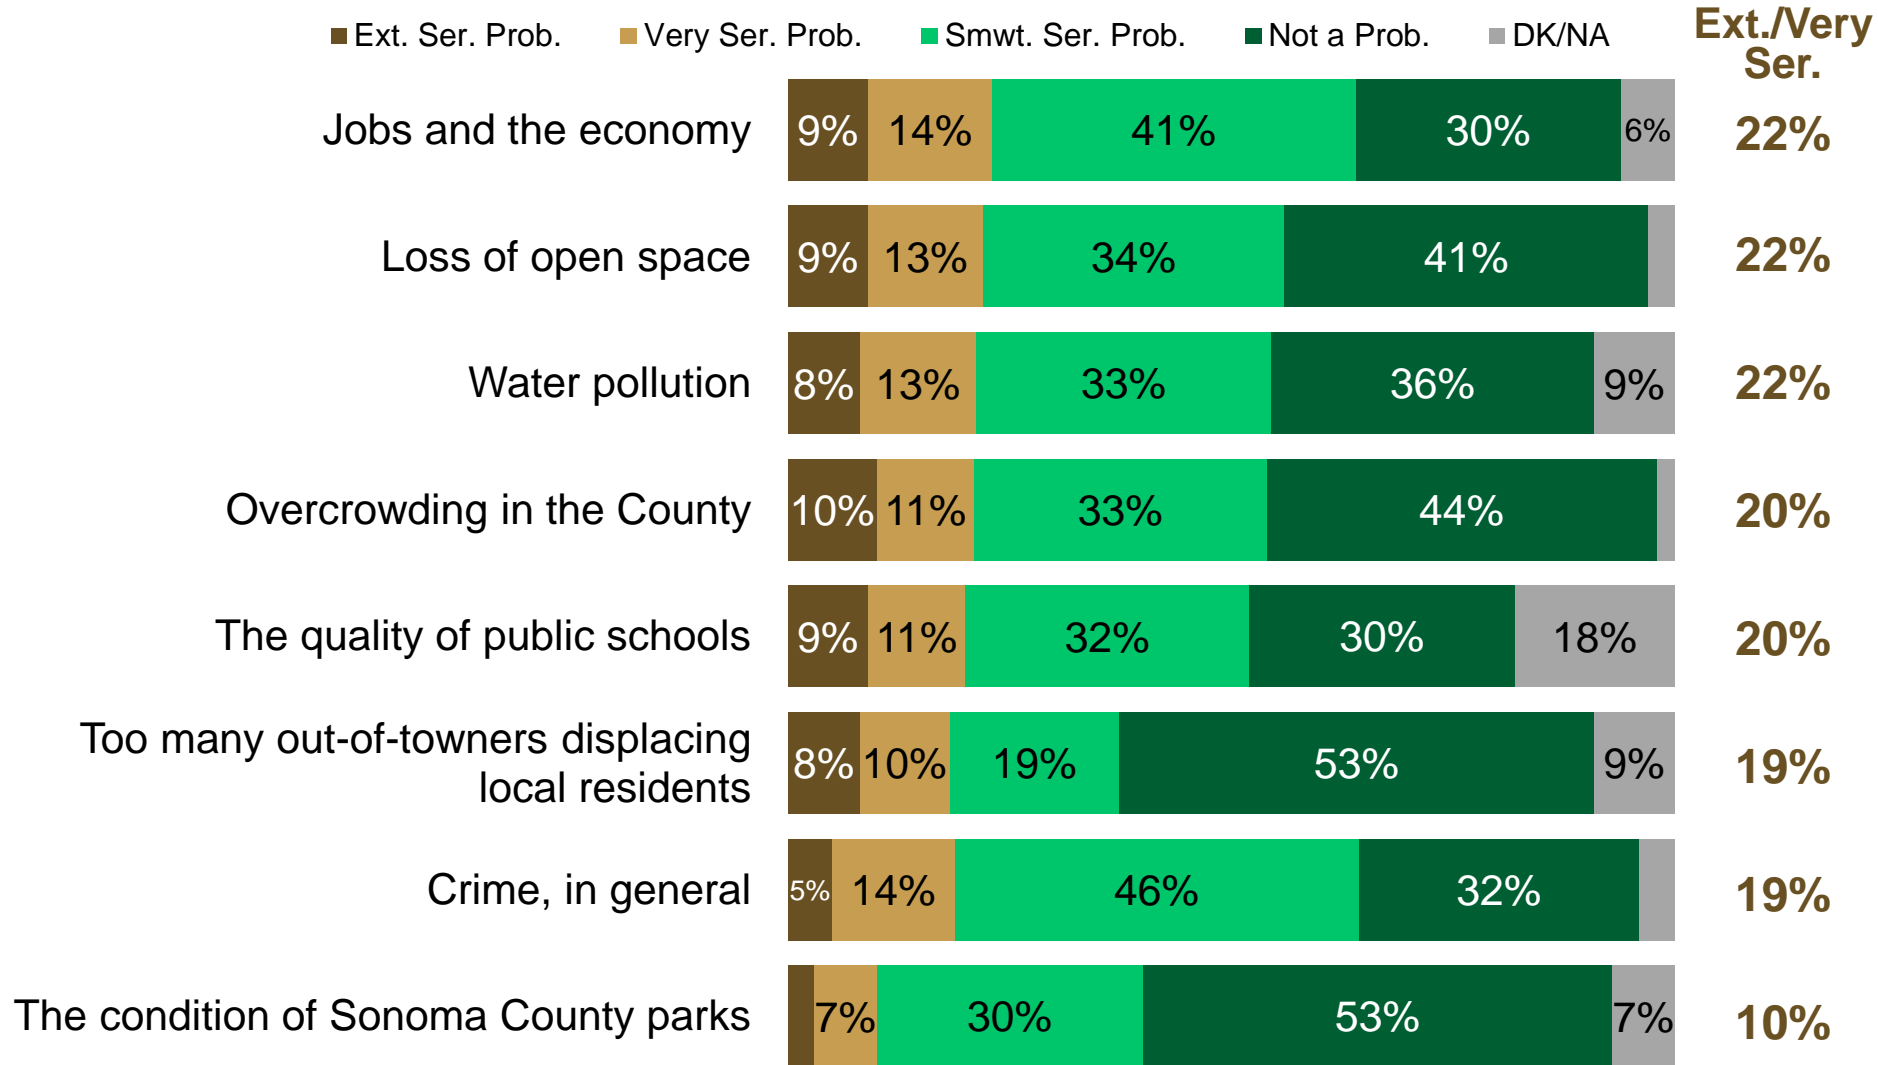 Ext. Ser. Prob. Very Ser. Prob. Smwt. Ser. Prob. Not a Prob. DK/NA
Ext./Very
Ser.
Jobs and the economy 9% 14% 41% 30% 6% 22%
Loss of open space 9% 13% 34% 41% 22%
Water pollution 8% 13% 33% 36% 9% 22%
Overcrowding in the County 10% 11% 33% 44% 20%
The quality of public schools 9% 11% 32% 30% 18% 20%
Too many out-of-towners displacing
local residents 8% 10% 19% 53% 9% 19%
Crime, in general 5% 14% 46% 32% 19%
The condition of Sonoma County parks 7% 30% 53% 7% 10%